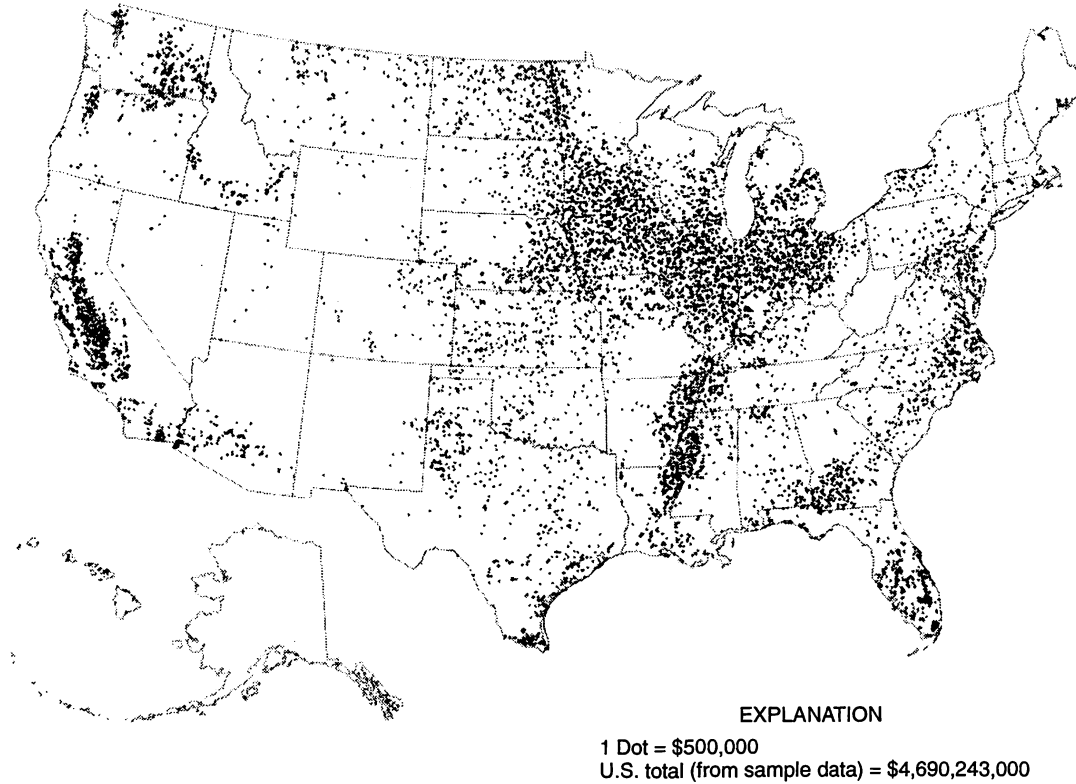 EXPLANATION
1 Dot = $500,000
U.S. total (from sample data) = $4,690,243,000